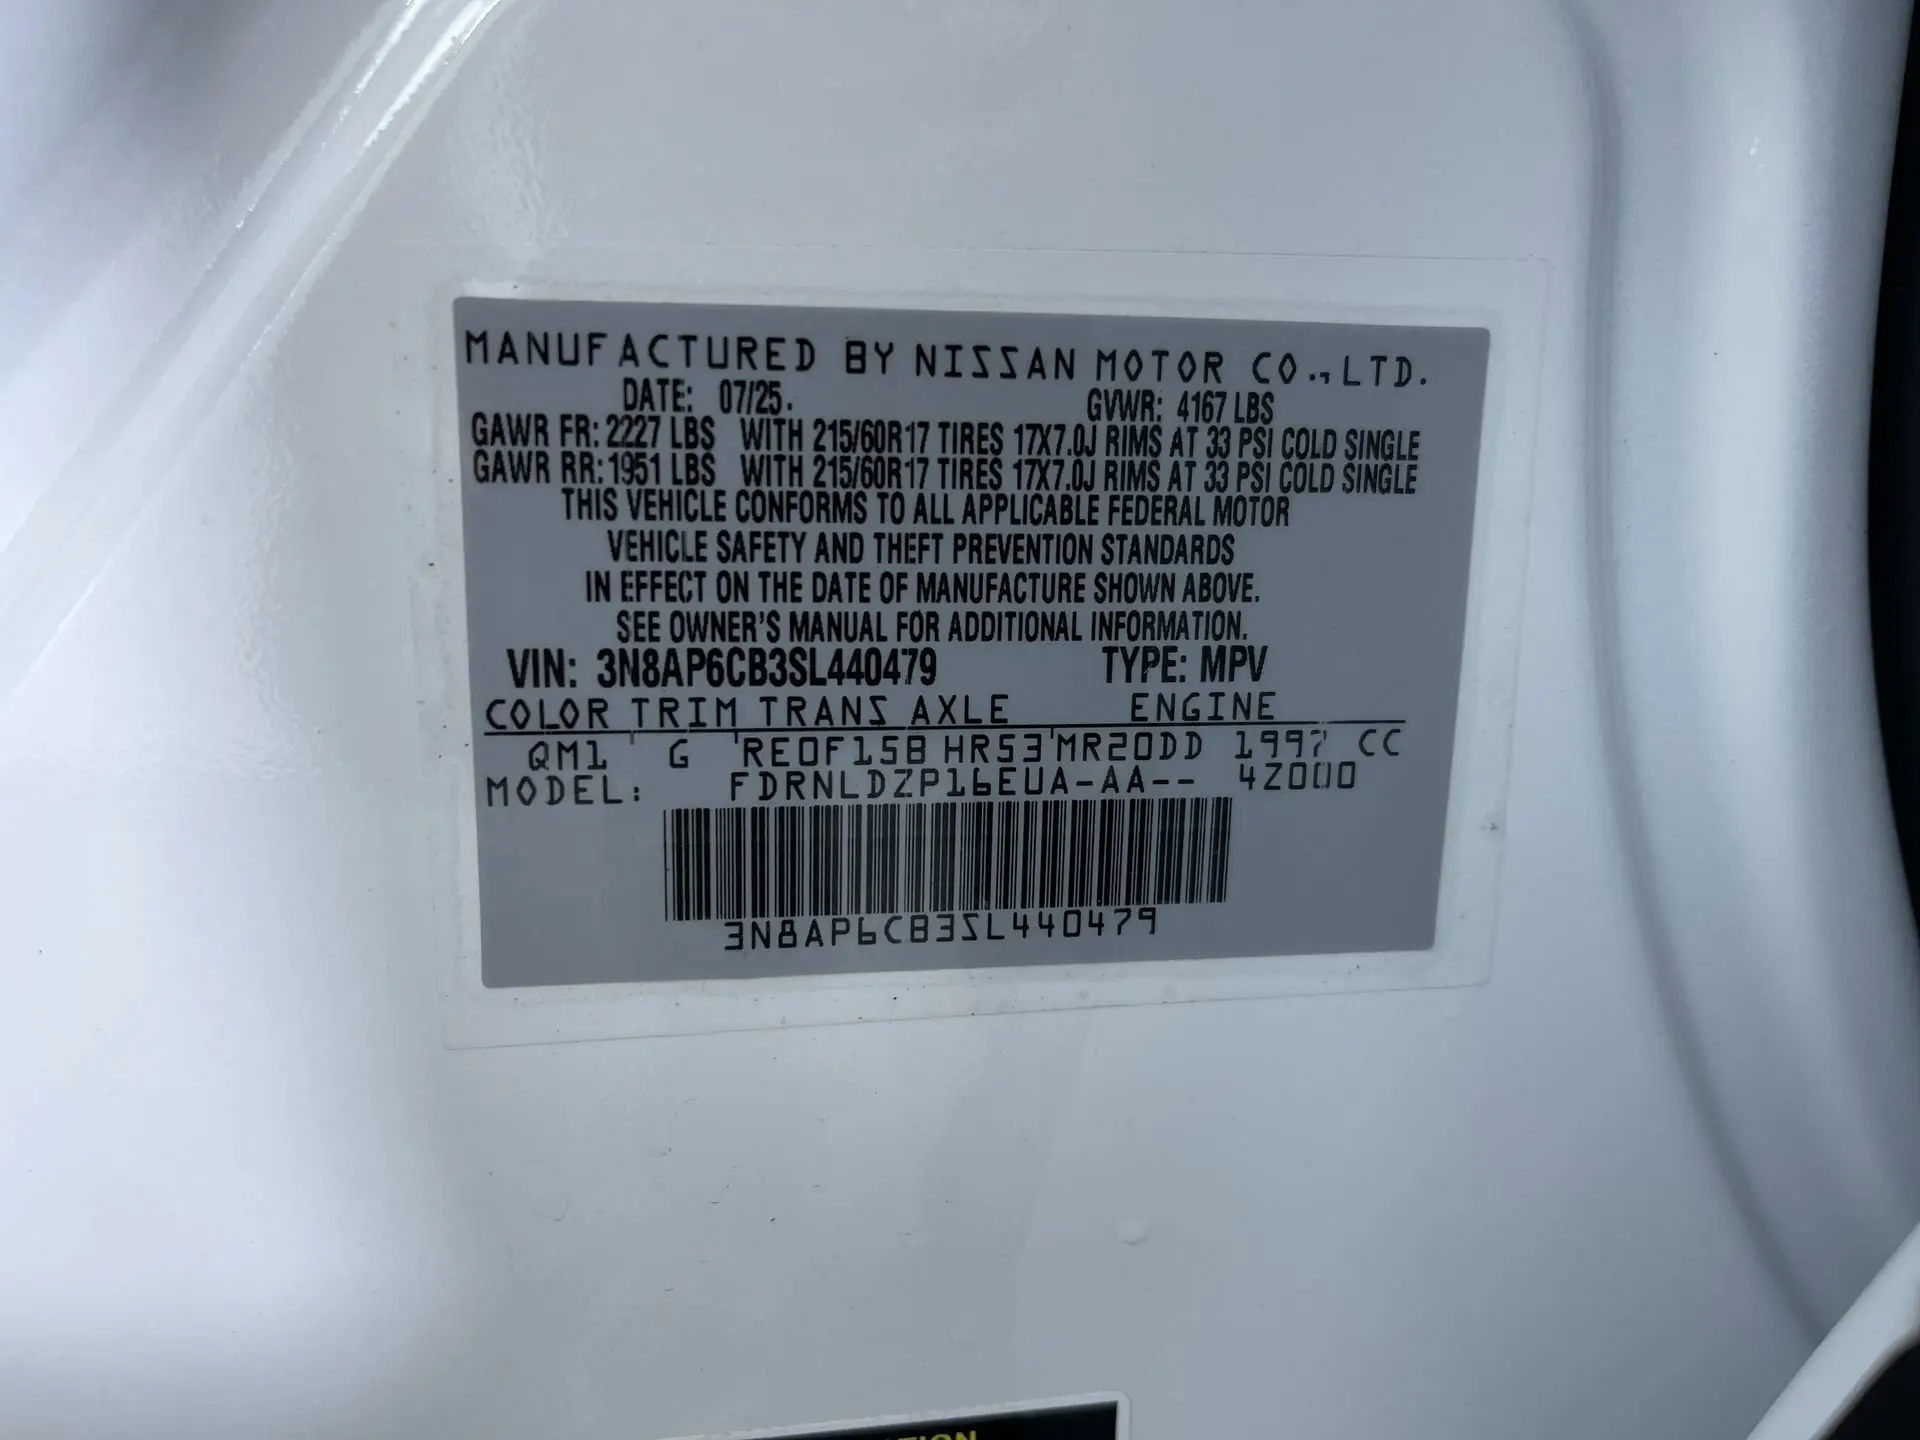 MANUFACTURED BY NISSAN MOTOR CO.,LTD.
DATE: 07/25. GVWR: 4167 LBS
GAWR FR: 2227 LBS WITH 215/60R17 TIRES 17X7.0J RIMS AT 33 PSI COLD SINGLE
GAWR RR: 1951 LBS WITH 215/60R17 TIRES 17X7.0J RIMS AT 33 PSI COLD SINGLE
THIS VEHICLE CONFORMS TO ALL APPLICABLE FEDERAL MOTOR
VEHICLE SAFETY AND THEFT PREVENTION STANDARDS
IN EFFECT ON THE DATE OF MANUFACTURE SHOWN ABOVE.
SEE OWNER'S MANUAL FOR ADDITIONAL INFORMATION.
VIN: 3N8AP6CB3SL440479 TYPE: MPV
COLOR TRIM TRANS AXLE ENGINE
QM1 G RE0F15B HR53 MR20DD 1997 CC
MODEL: FDRNLDZP16EUA-AA-- 4Z000
3N8AP6CB3SL440479